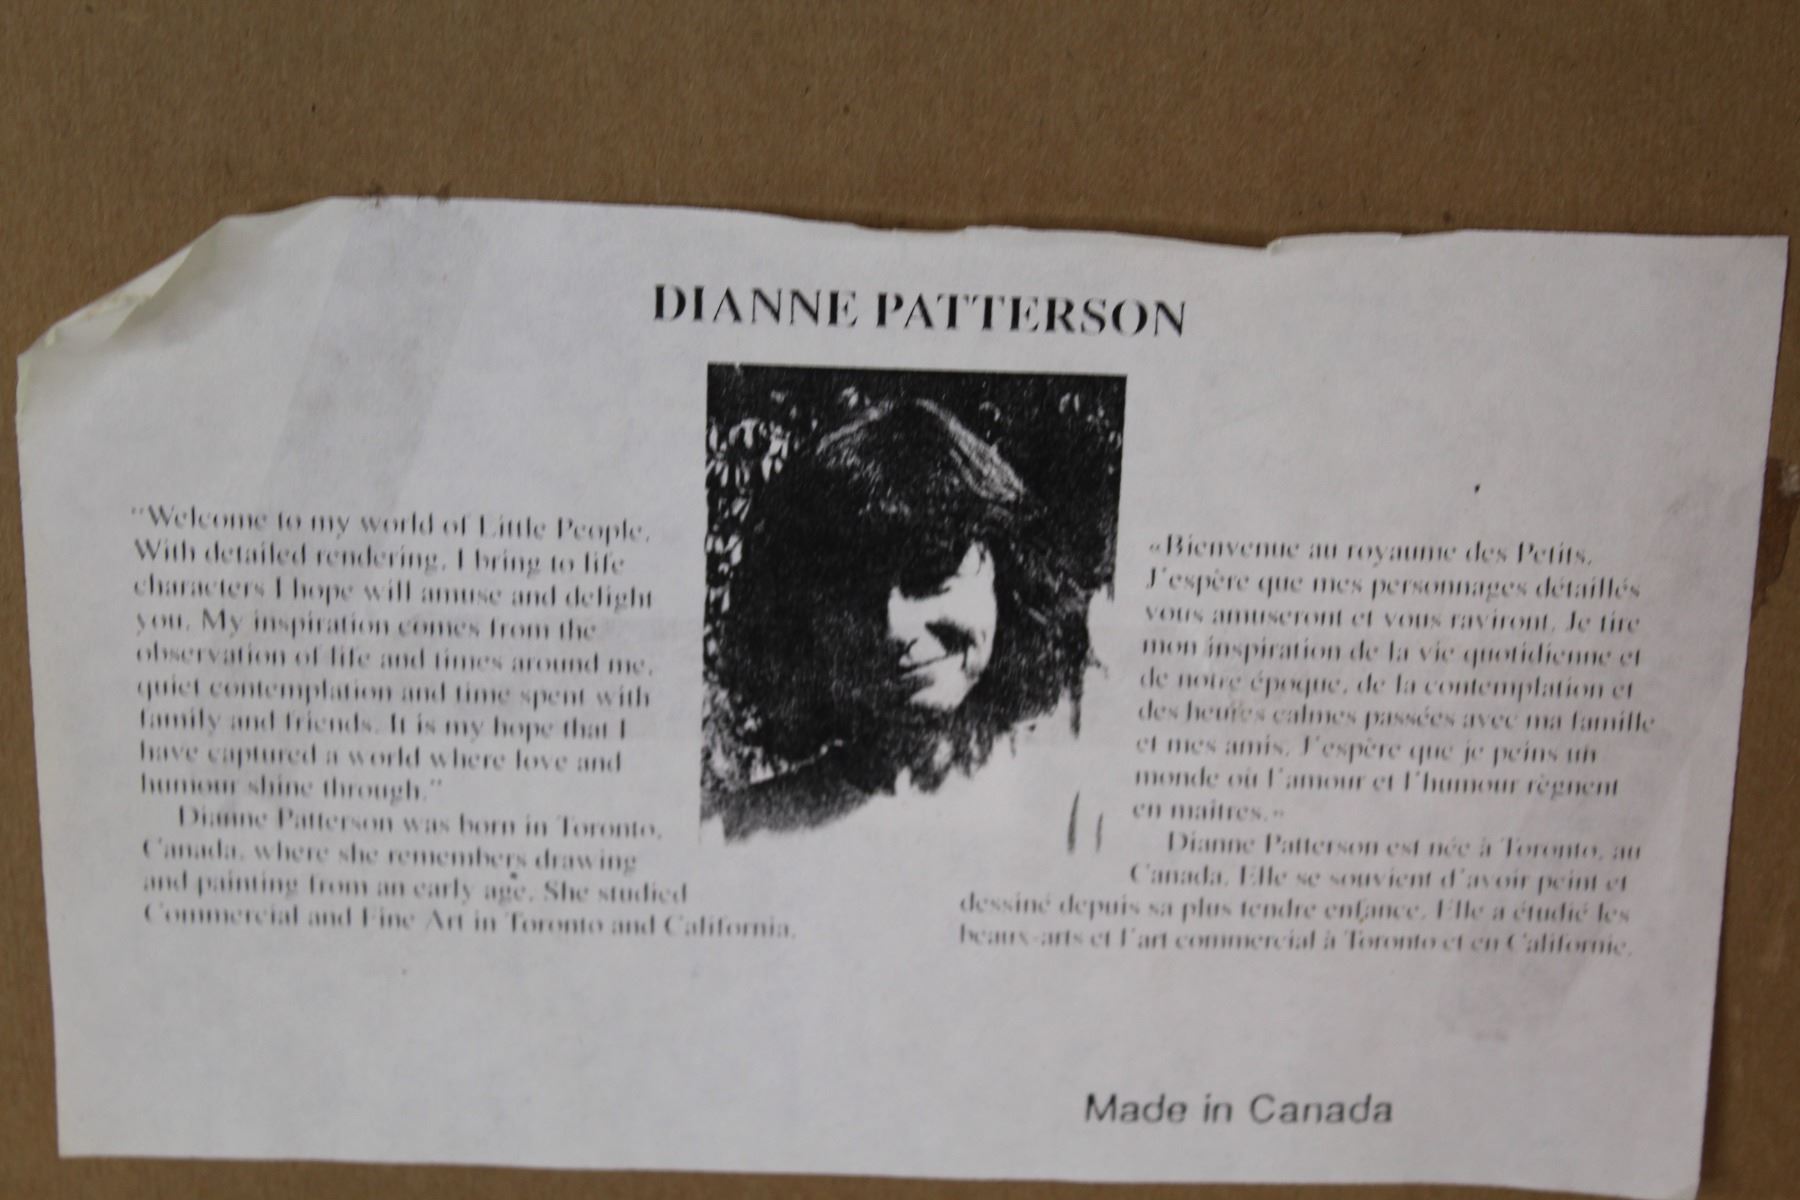 DIANNE PATTERSON
"Welcome to my world of Little People.
With detailed rendering, I bring to life
characters I hope will amuse and delight
you. My inspiration comes from the
observation of life and times around me,
quiet contemplation and time spent with
family and friends. It is my hope that I
have captured a world where love and
humour shine through."
Dianne Patterson was born in Toronto,
Canada, where she remembers drawing
and painting from an early age. She studied
Commercial and Fine Art in Toronto and California.
«Bienvenue au royaume des Petits.
J'espère que mes personnages détaillés
vous amuseront et vous raviront. Je tire
mon inspiration de la vie quotidienne et
de notre époque, de la contemplation et
des heures calmes passées avec ma famille
et mes amis. J'espère que je peins un
monde où l'amour et l'humour règnent
en maîtres.»
Dianne Patterson est née à Toronto, au
Canada. Elle se souvient d'avoir peint et
dessiné depuis sa plus tendre enfance. Elle a étudié les
beaux-arts et l'art commercial à Toronto et en Californie.
Made in Canada